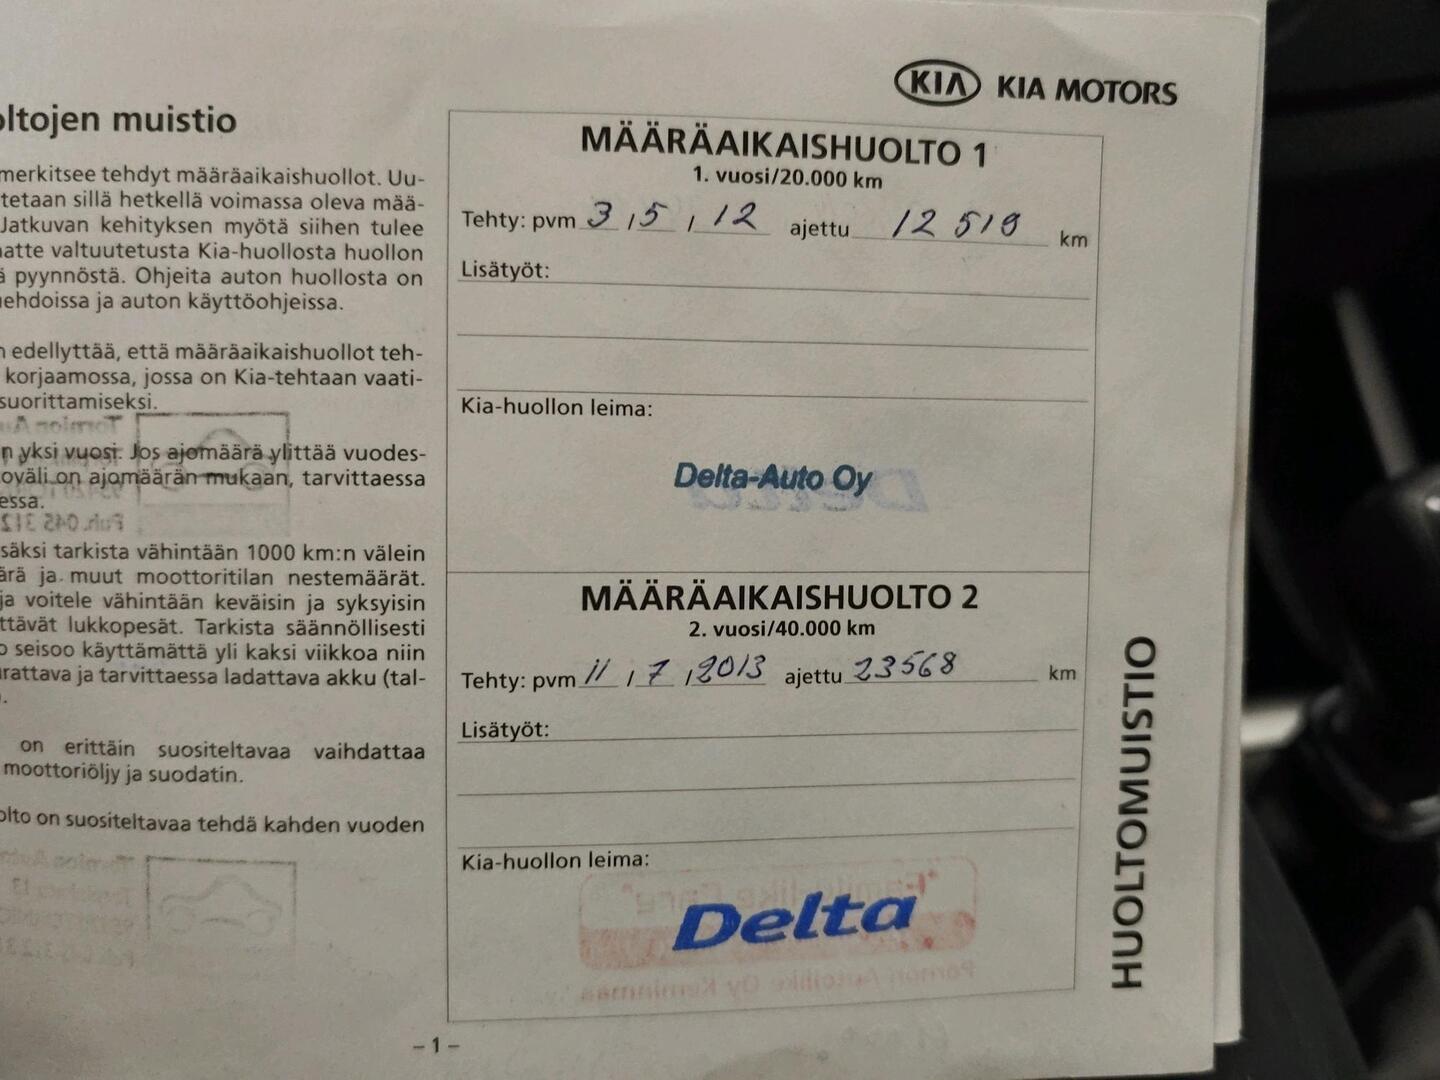 KIA KIA MOTORS
oltojen muistio
merkitsee tehdyt määräaikaishuollot. Uu-
tetaan sillä hetkellä voimassa oleva mää-
Jatkuvan kehityksen myötä siihen tulee
aatte valtuutetusta Kia-huollosta huollon
ä pyynnöstä. Ohjeita auton huollosta on
ehdoissa ja auton käyttöohjeissa.
n edellyttää, että määräaikaishuollot teh-
korjaamossa, jossa on Kia-tehtaan vaati-
suorittamiseksi.
n yksi vuosi. Jos ajomäärä ylittää vuodes-
oväli on ajomäärän mukaan, tarvittaessa
essa.
säksi tarkista vähintään 1000 km:n välein
ärä ja muut moottoritilan nestemäärät.
ja voitele vähintään keväisin ja syksyisin
ttävät lukkopesät. Tarkista säännöllisesti
o seisoo käyttämättä yli kaksi viikkoa niin
rattava ja tarvittaessa ladattava akku (tal-
).
on erittäin suositeltavaa vaihdattaa
moottoriöljy ja suodatin.
olto on suositeltavaa tehdä kahden vuoden
MÄÄRÄAIKAISHUOLTO 1
1. vuosi/20.000 km
Tehty: pvm 3 / 5 / 12 ajettu 12 519 km
Lisätyöt:
Kia-huollon leima:
Delta-Auto Oy
MÄÄRÄAIKAISHUOLTO 2
2. vuosi/40.000 km
Tehty: pvm 11 / 7 / 2013 ajettu 23568 km
Lisätyöt:
Kia-huollon leima:
Delta
HUOLTOMUISTIO
– 1 –